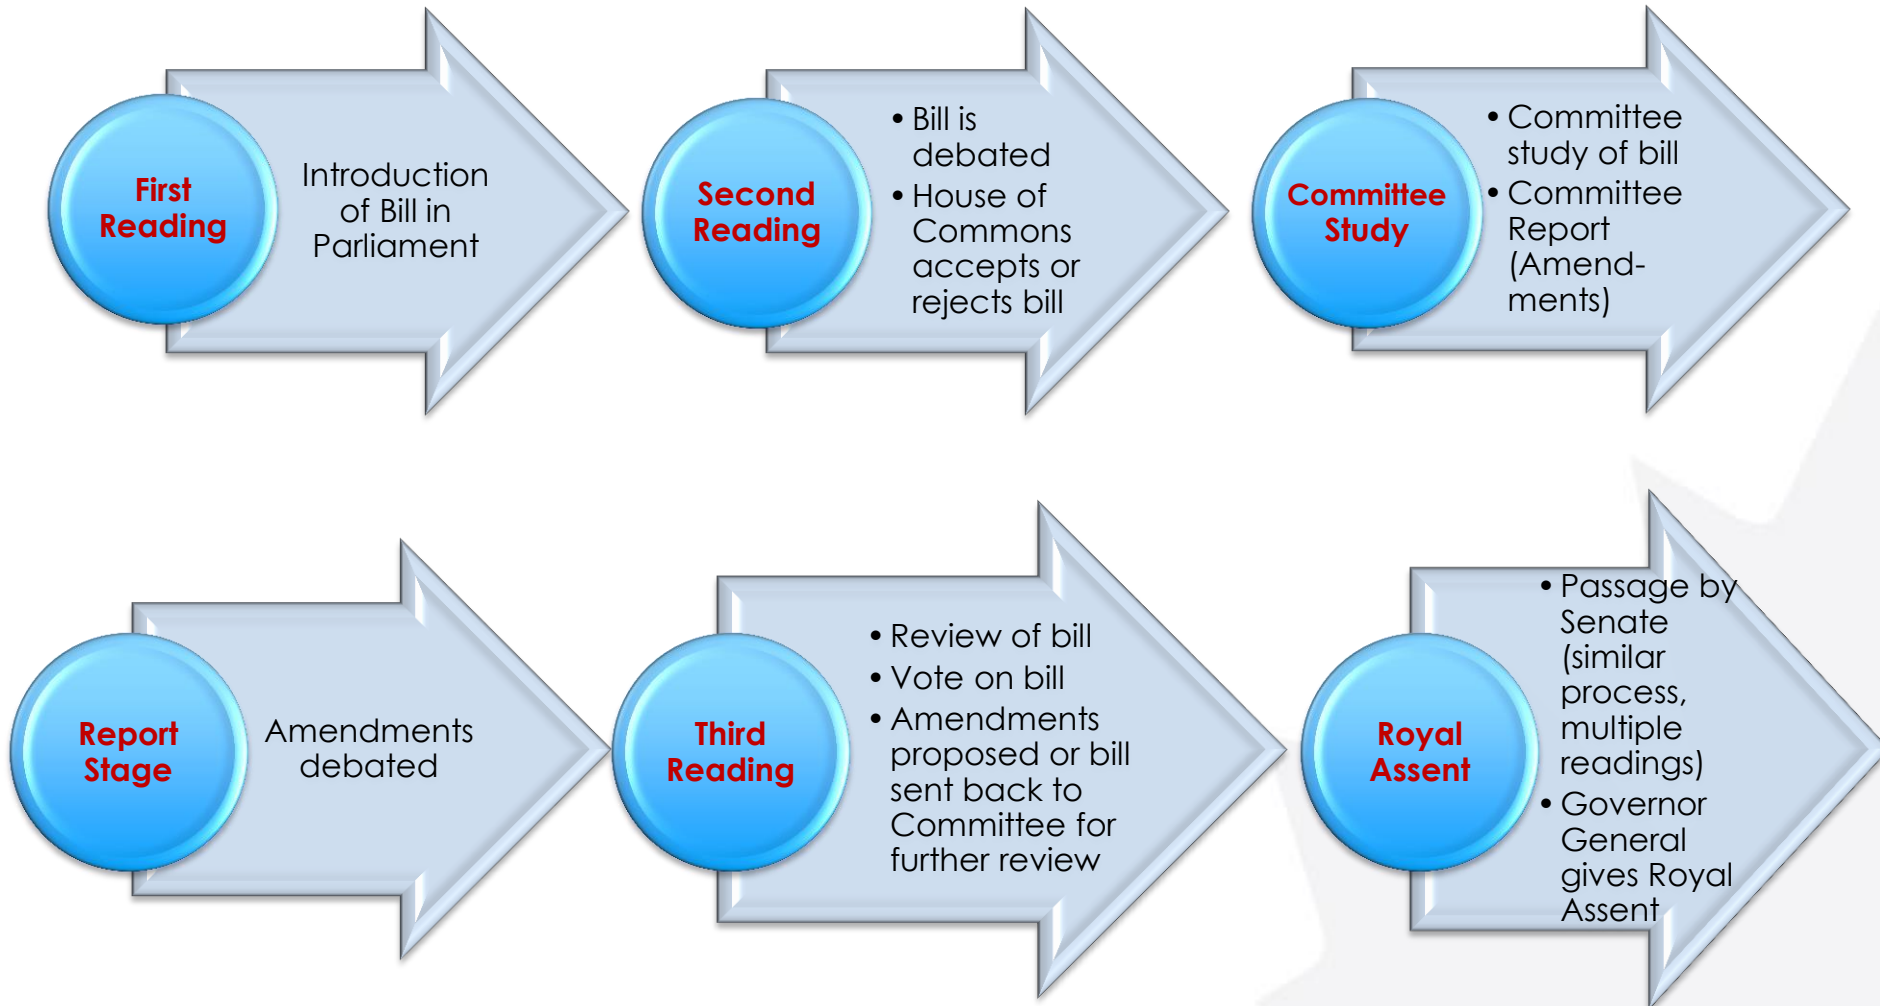 First
Reading
Introduction
of Bill in
Parliament
Second
Reading
• Bill is
debated
• House of
Commons
accepts or
rejects bill
Committee
Study
• Committee
study of bill
• Committee
Report
(Amend-
ments)
Report
Stage
Amendments
debated
Third
Reading
• Review of bill
• Vote on bill
• Amendments
proposed or bill
sent back to
Committee for
further review
Royal
Assent
• Passage by
Senate
(similar
process,
multiple
readings)
• Governor
General
gives Royal
Assent